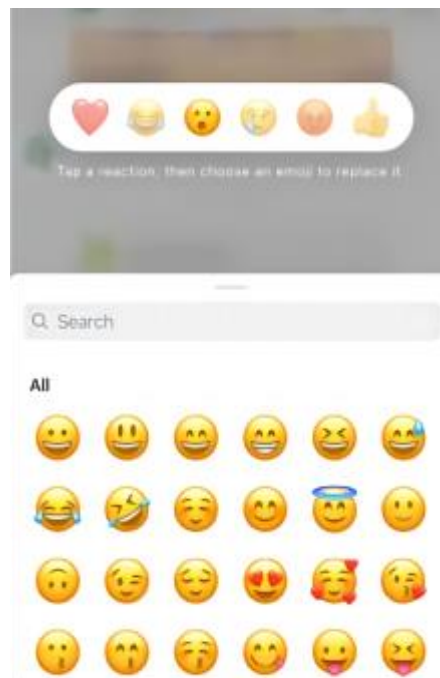 Tap a reaction, then choose an emoji to replace it
Search
All